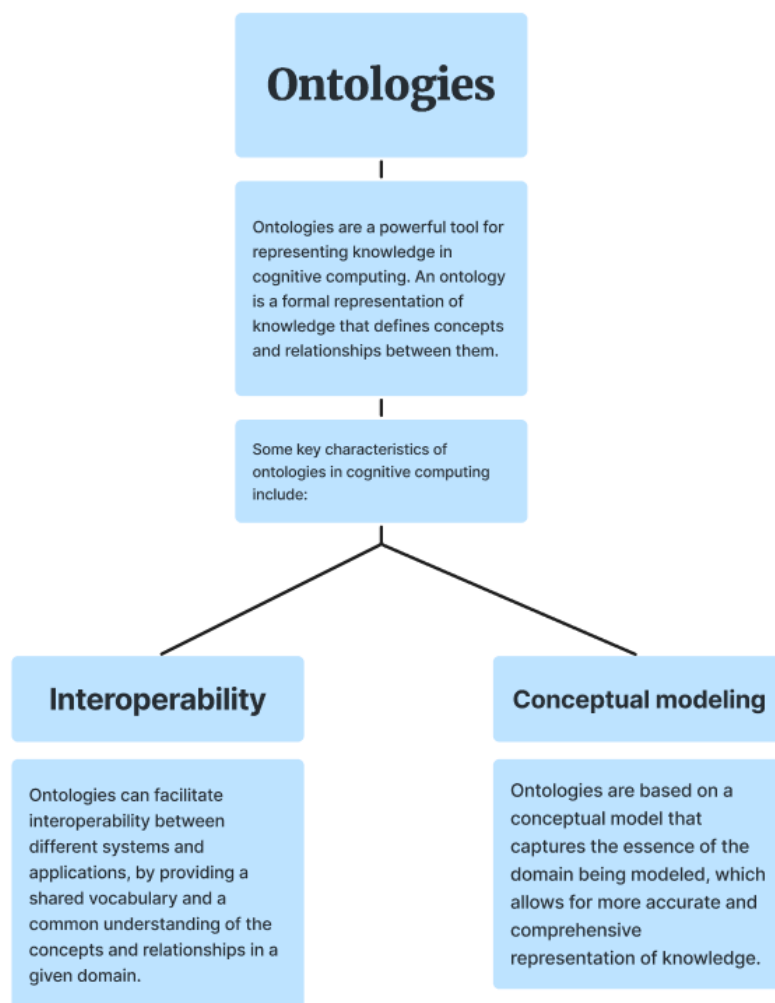 Ontologies
Ontologies are a powerful tool for
representing knowledge in
cognitive computing. An ontology
is a formal representation of
knowledge that defines concepts
and relationships between them.
Some key characteristics of
ontologies in cognitive computing
include:
Interoperability
Ontologies can facilitate
interoperability between
different systems and
applications, by providing a
shared vocabulary and a
common understanding of the
concepts and relationships in a
given domain.
Conceptual modeling
Ontologies are based on a
conceptual model that
captures the essence of the
domain being modeled, which
allows for more accurate and
comprehensive
representation of knowledge.